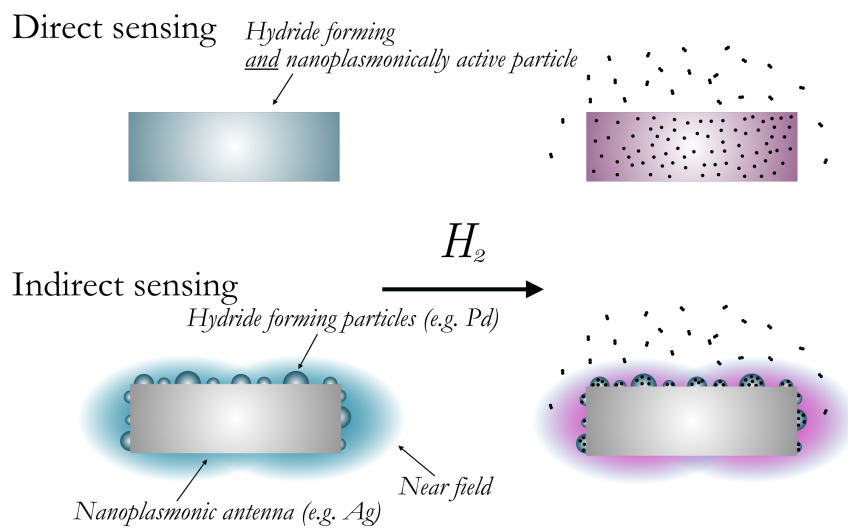 Direct sensing
Hydride forming
and nanoplasmonically active particle
H2
Indirect sensing
Hydride forming particles (e.g. Pd)
Near field
Nanoplasmonic antenna (e.g. Ag)